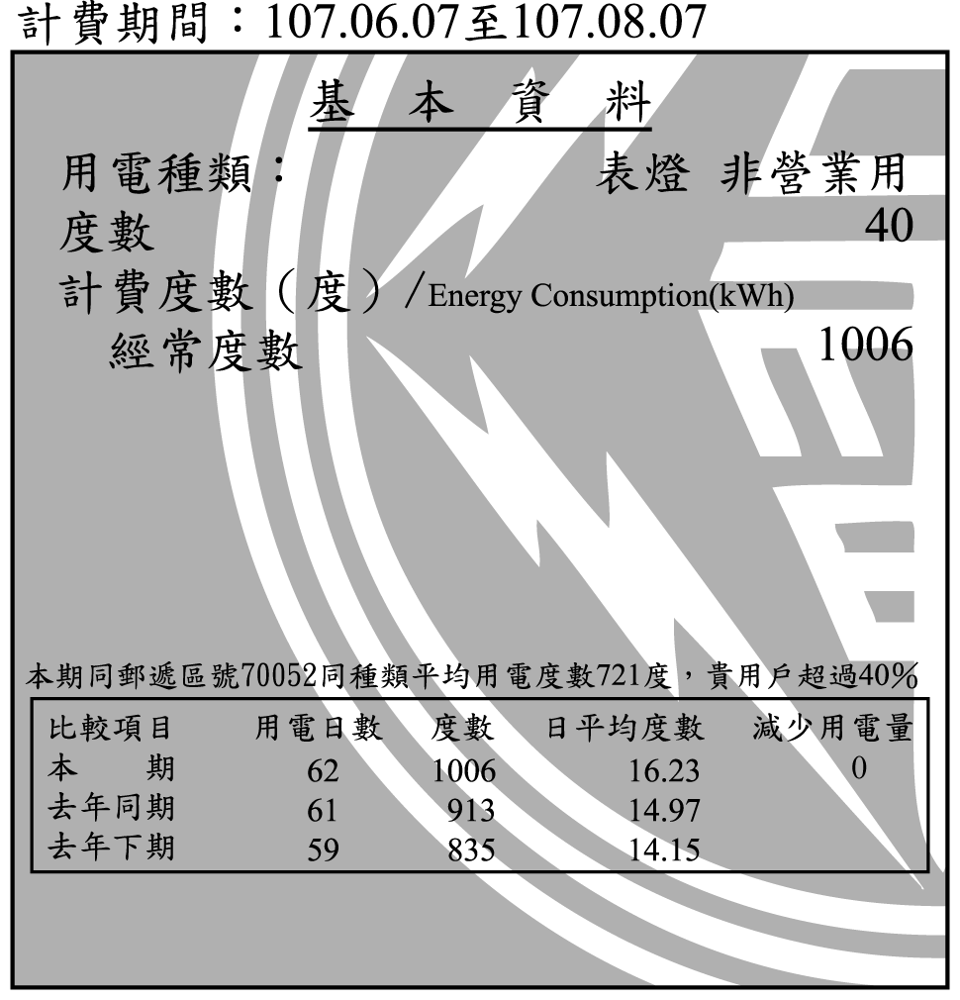 計費期間：107.06.07至107.08.07
基 本 資 料
用電種類： 表燈 非營業用
度數 40
計費度數（度）/Energy Consumption(kWh)
經常度數 1006
本期同郵遞區號70052同種類平均用電度數721度，貴用戶超過40%
比較項目 用電日數 度數 日平均度數 減少用電量
本 期 62 1006 16.23 0
去年同期 61 913 14.97
去年下期 59 835 14.15